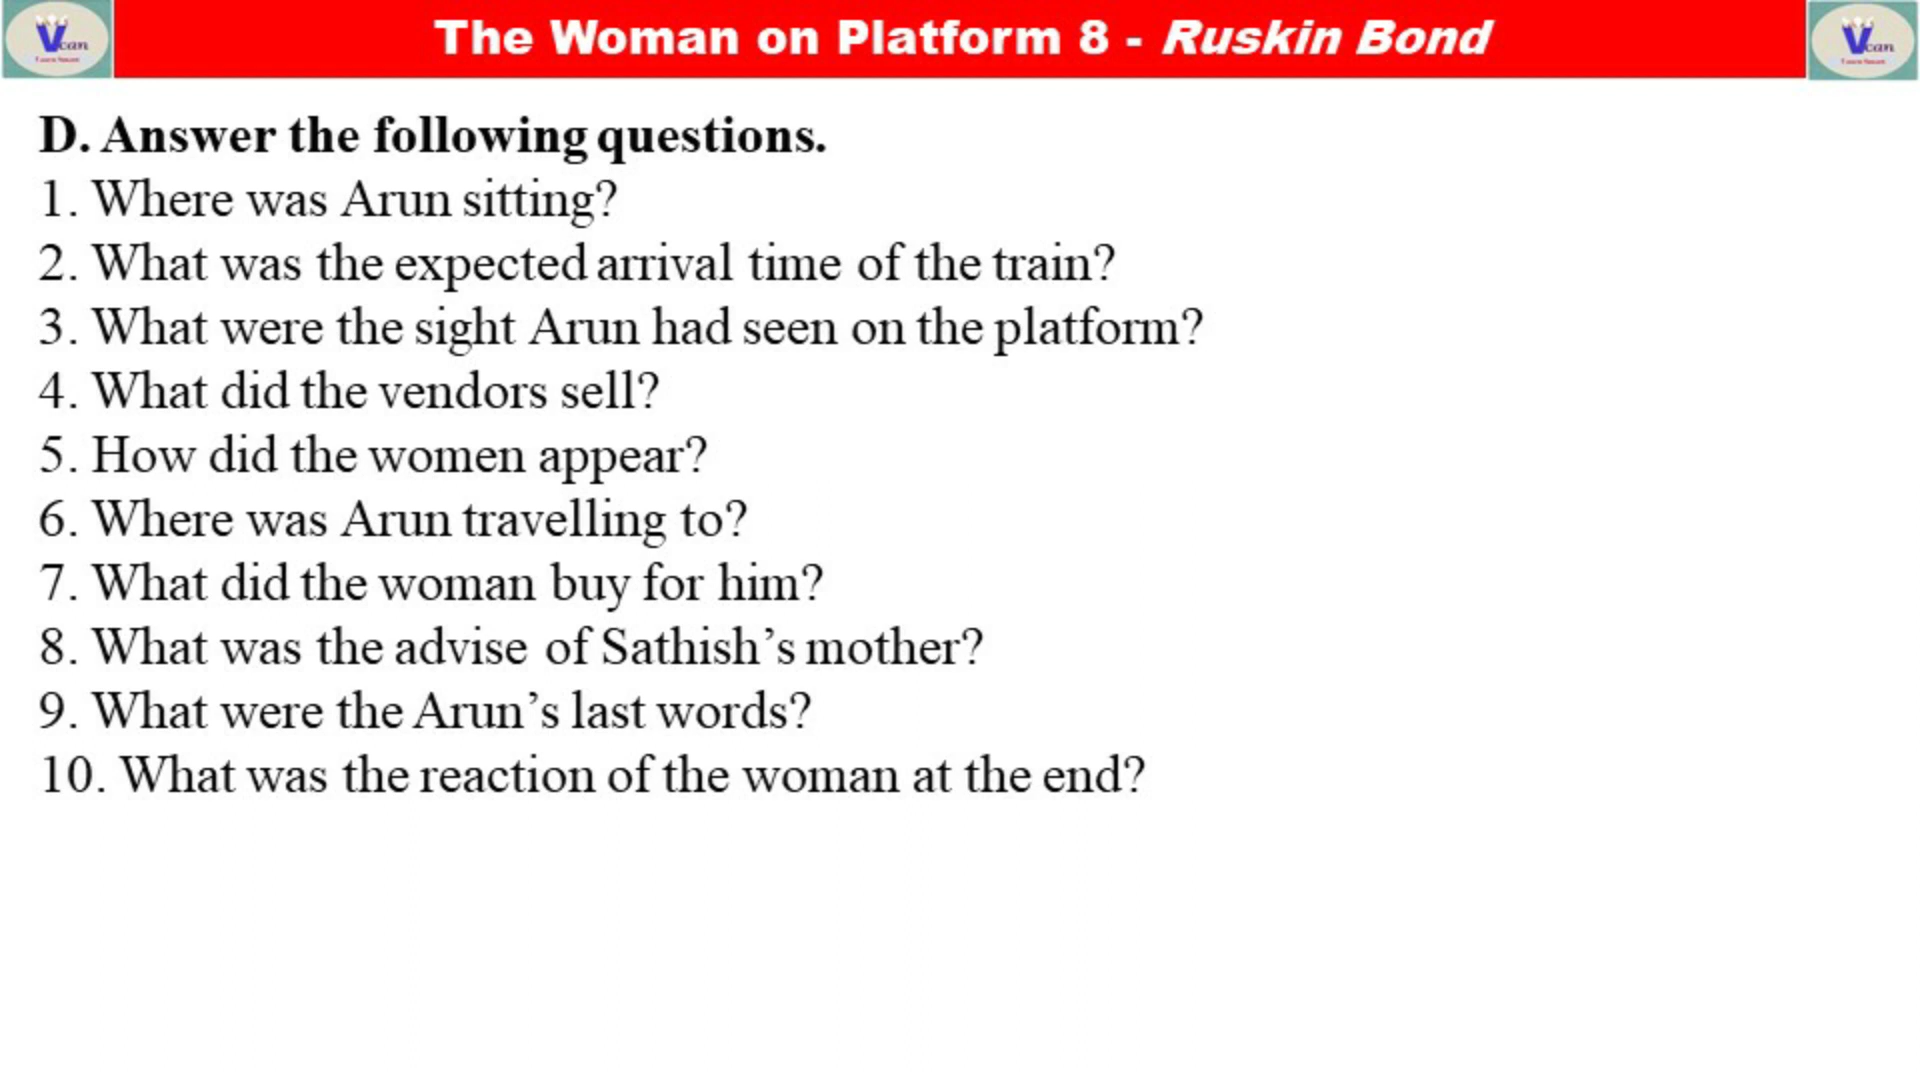 The Woman on Platform 8 - Ruskin Bond
Vcan
Vcan
D. Answer the following questions.
1. Where was Arun sitting?
2. What was the expected arrival time of the train?
3. What were the sight Arun had seen on the platform?
4. What did the vendors sell?
5. How did the women appear?
6. Where was Arun travelling to?
7. What did the woman buy for him?
8. What was the advise of Sathish’s mother?
9. What were the Arun’s last words?
10. What was the reaction of the woman at the end?